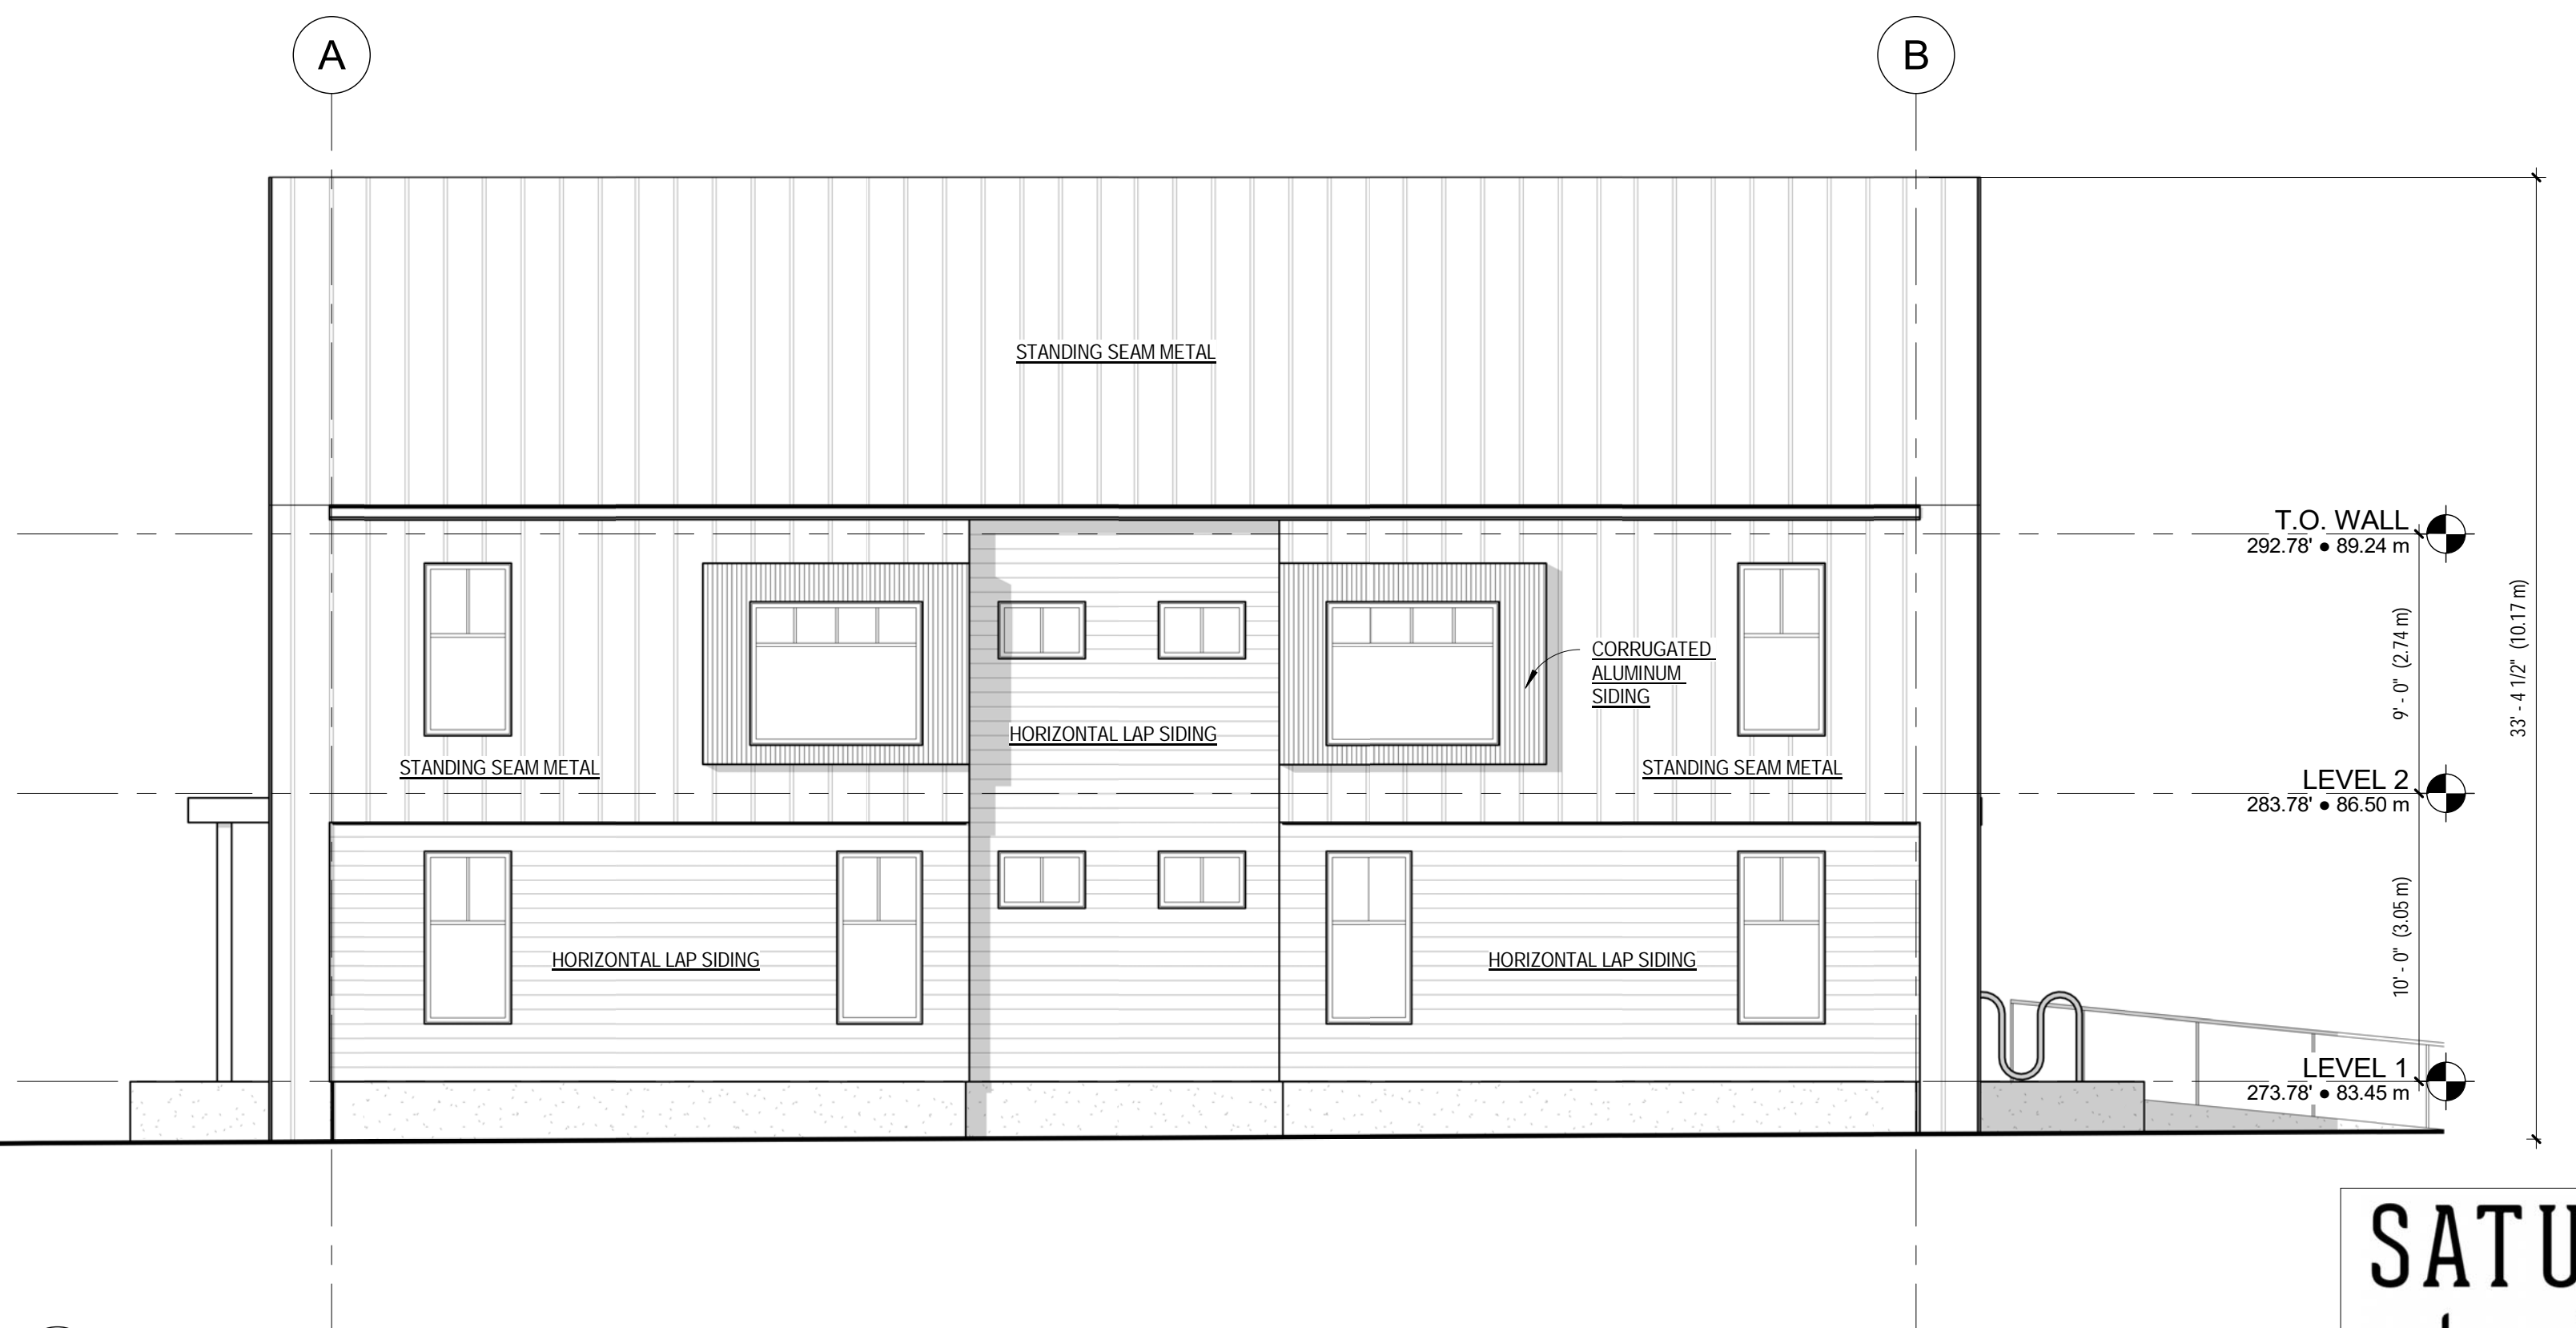 A
B
STANDING SEAM METAL
T.O. WALL
292.78' ● 89.24 m
9' - 0" (2.74 m)
33' - 4 1/2" (10.17 m)
CORRUGATED
ALUMINUM
SIDING
HORIZONTAL LAP SIDING
STANDING SEAM METAL
STANDING SEAM METAL
LEVEL 2
283.78' ● 86.50 m
10' - 0" (3.05 m)
HORIZONTAL LAP SIDING
HORIZONTAL LAP SIDING
LEVEL 1
273.78' ● 83.45 m
SATU